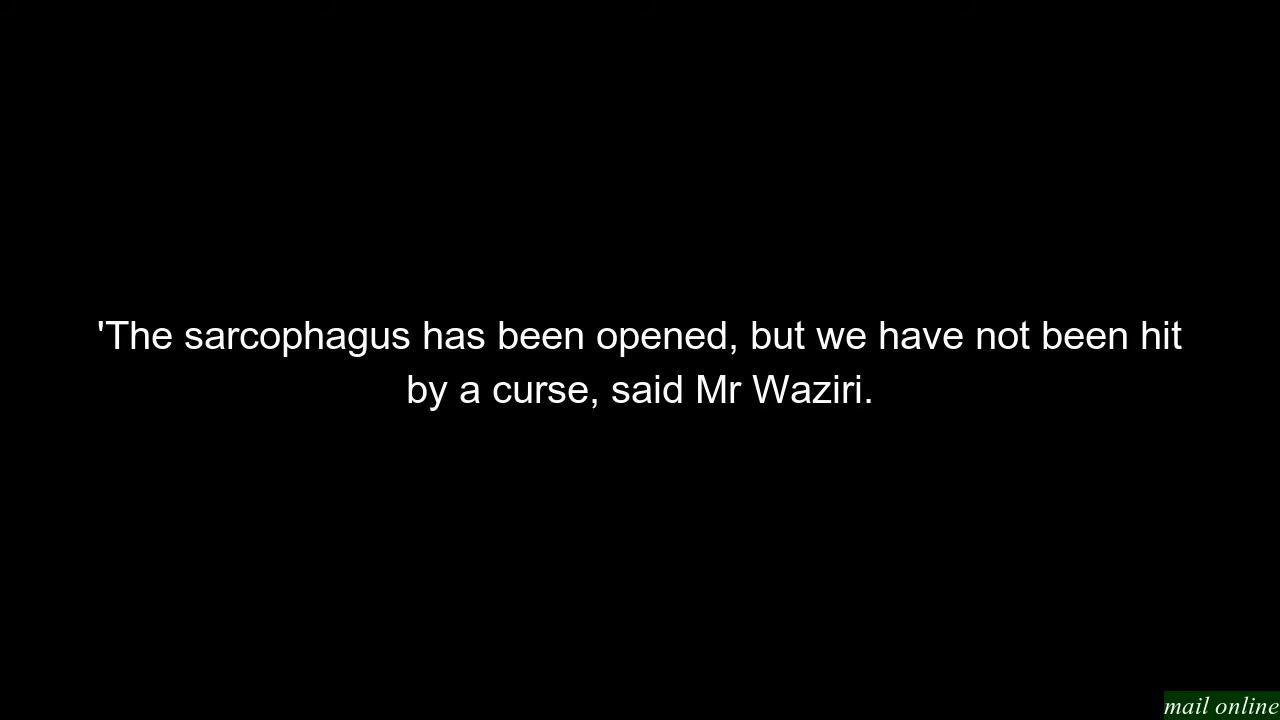 'The sarcophagus has been opened, but we have not been hit
by a curse, said Mr Waziri.
mail online